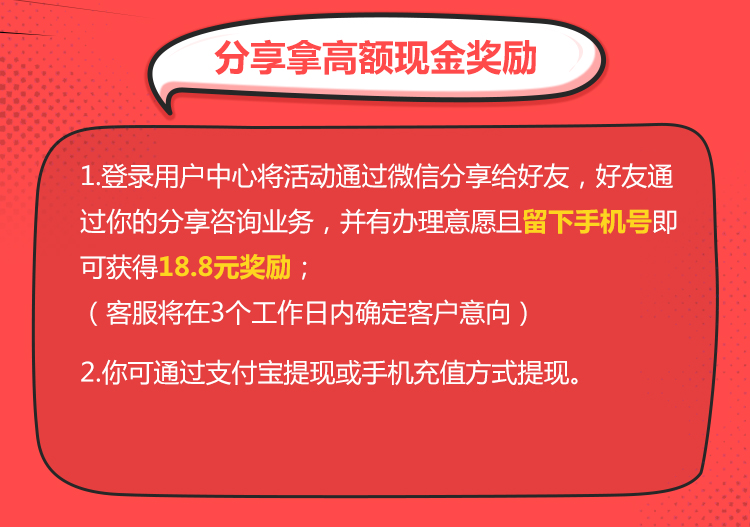 分享拿高额现金奖励
1.登录用户中心将活动通过微信分享给好友，好友通
过你的分享咨询业务，并有办理意愿且留下手机号即
可获得18.8元奖励；
（客服将在3个工作日内确定客户意向）
2.你可通过支付宝提现或手机充值方式提现。